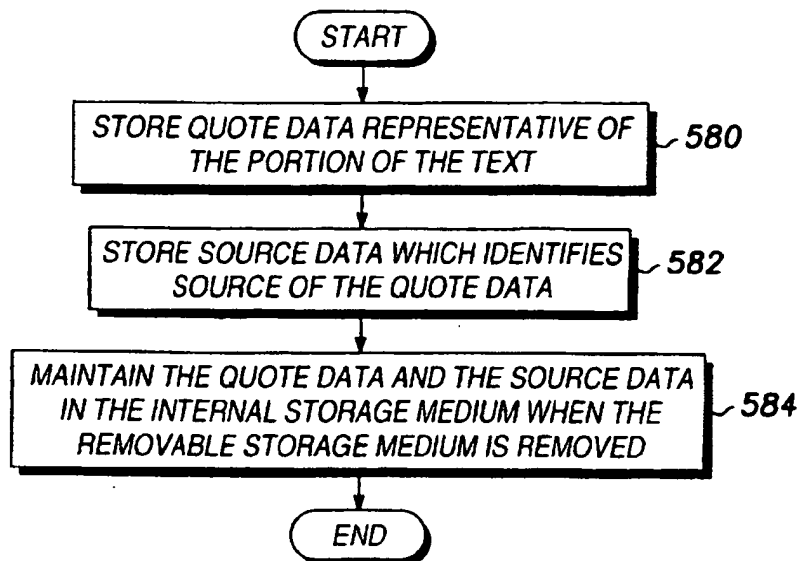 START
STORE QUOTE DATA REPRESENTATIVE OF
THE PORTION OF THE TEXT
580
STORE SOURCE DATA WHICH IDENTIFIES
SOURCE OF THE QUOTE DATA
582
MAINTAIN THE QUOTE DATA AND THE SOURCE DATA
IN THE INTERNAL STORAGE MEDIUM WHEN THE
REMOVABLE STORAGE MEDIUM IS REMOVED
584
END